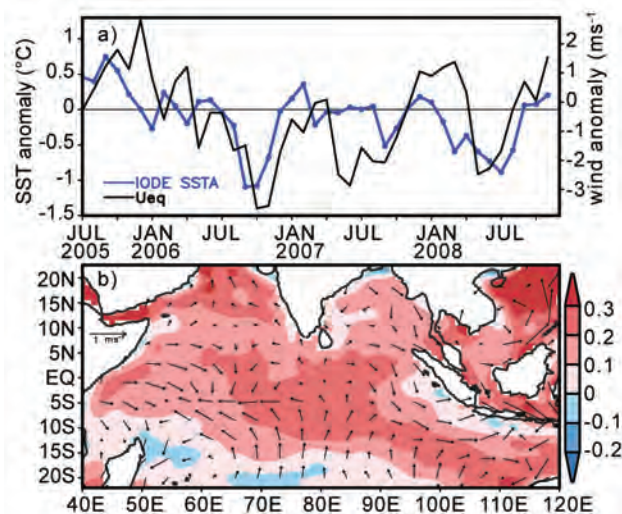 a)
SST anomaly (°C)
1
0.5
0
-0.5
-1
-1.5
wind anomaly (ms⁻¹)
2
1
0
-1
-2
-3
IODE SSTA
Ueq
JUL JAN JUL JAN JUL JAN JUL
2005 2006 2007 2008
b)
20N
15N
10N
5N
EQ
5S
10S
15S
20S
1 ms⁻¹
0.3
0.2
0.1
0
-0.1
-0.2
40E 50E 60E 70E 80E 90E 100E 110E 120E